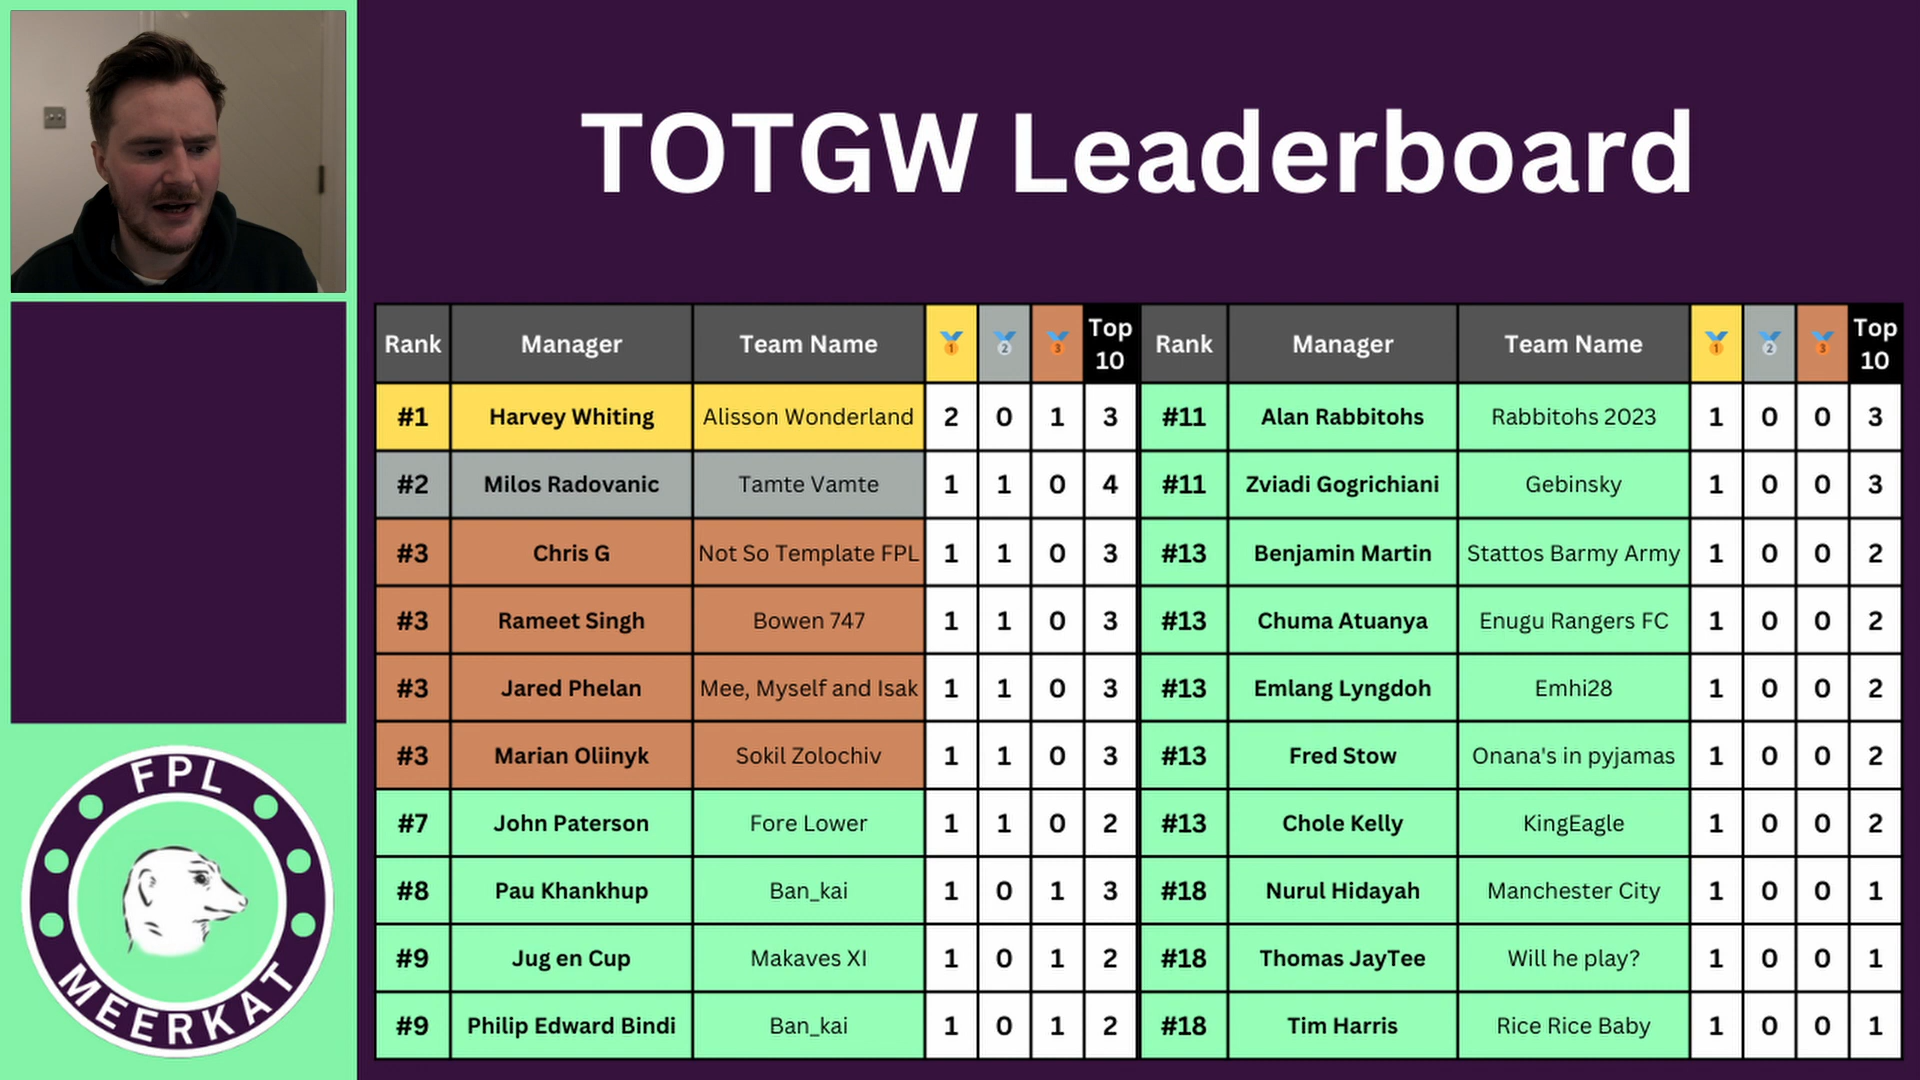 TOTGW Leaderboard
Rank Manager Team Name 1 2 3 Top 10 Rank Manager Team Name 1 2 3 Top 10
#1 Harvey Whiting Alisson Wonderland 2 0 1 3 #11 Alan Rabbitohs Rabbitohs 2023 1 0 0 3
#2 Milos Radovanic Tamte Vamte 1 1 0 4 #11 Zviadi Gogrichiani Gebinsky 1 0 0 3
#3 Chris G Not So Template FPL 1 1 0 3 #13 Benjamin Martin Stattos Barmy Army 1 0 0 2
#3 Rameet Singh Bowen 747 1 1 0 3 #13 Chuma Atuanya Enugu Rangers FC 1 0 0 2
#3 Jared Phelan Mee, Myself and Isak 1 1 0 3 #13 Emlang Lyngdoh Emhi28 1 0 0 2
#3 Marian Oliinyk Sokil Zolochiv 1 1 0 3 #13 Fred Stow Onana's in pyjamas 1 0 0 2
#7 John Paterson Fore Lower 1 1 0 2 #13 Chole Kelly KingEagle 1 0 0 2
#8 Pau Khankhup Ban_kai 1 0 1 3 #18 Nurul Hidayah Manchester City 1 0 0 1
#9 Jug en Cup Makaves XI 1 0 1 2 #18 Thomas JayTee Will he play? 1 0 0 1
#9 Philip Edward Bindi Ban_kai 1 0 1 2 #18 Tim Harris Rice Rice Baby 1 0 0 1
FPL
MEERKAT